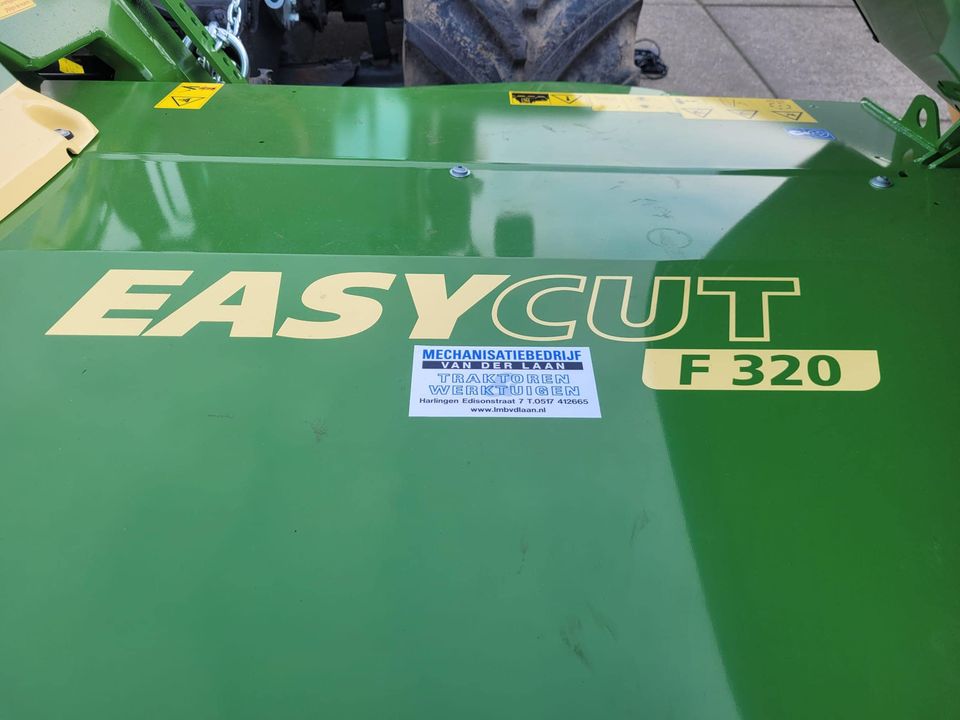 EASYCUT
F 320
MECHANISATIEBEDRIJF
VAN DER LAAN
TRAKTOREN
WERKTUIGEN
Harlingen Edisonstraat 7 T.0517 412665
www.lmbvdlaan.nl